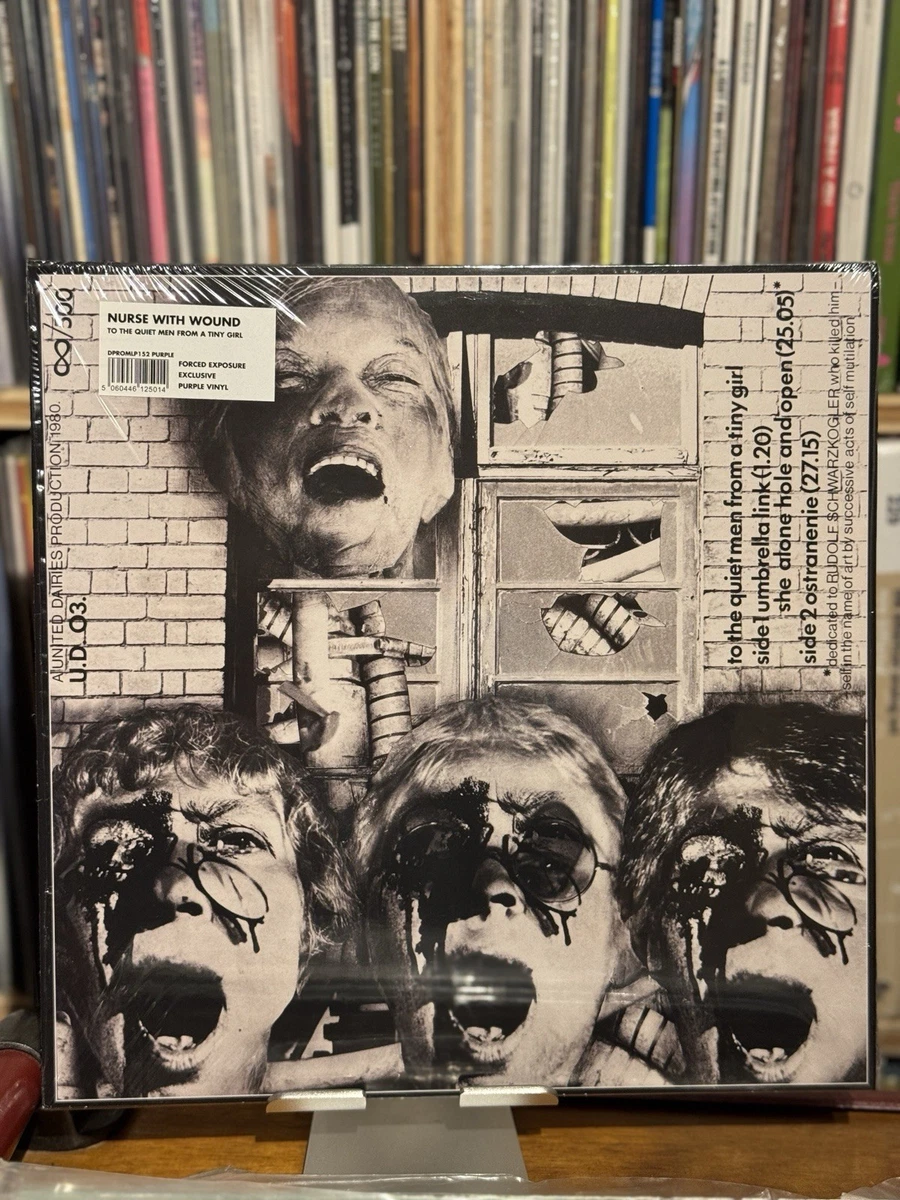 NURSE WITH WOUND
TO THE QUIET MEN FROM A TINY GIRL
DPROMLP152 PURPLE
FORCED EXPOSURE
EXCLUSIVE
PURPLE VINYL
5 060446 125014
∞/500
A UNITED DAIRIES PRODUCTION 1980.
U.D. 03.
to the quiet men from a tiny girl
side 1 umbrella link (1.20)
she alone hole and open (25.05)*
side 2 ostranenie (27.15)
*dedicated to RUDOLF SCHWARZKOGLER who killed him-
self in the name of art by successive acts of self mutilation